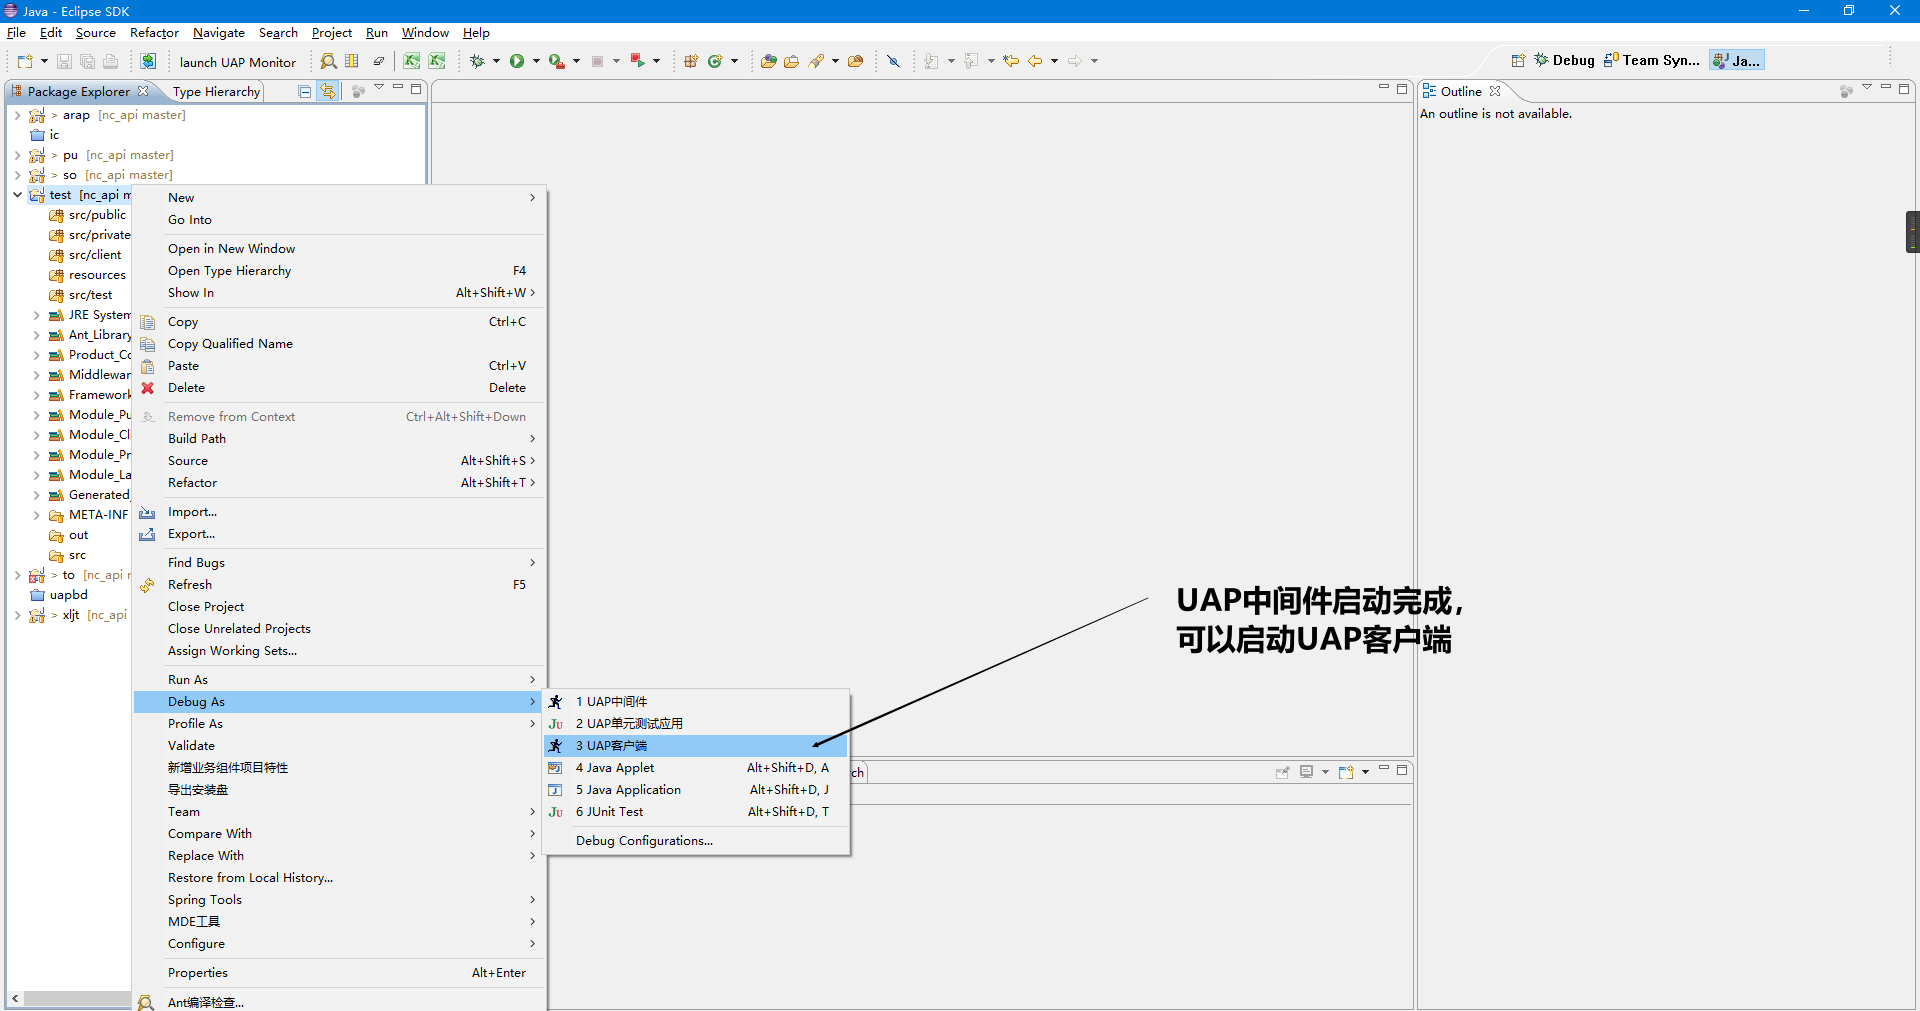 Java - Eclipse SDK
File Edit Source Refactor Navigate Search Project Run Window Help
launch UAP Monitor
Debug Team Syn... Ja...
Package Explorer Type Hierarchy
> arap [nc_api master]
ic
> pu [nc_api master]
> so [nc_api master]
test [nc_api m
src/public
src/private
src/client
resources
src/test
JRE System
Ant_Library
Product_Co
Middlewar
Framework
Module_Pu
Module_Cl
Module_Pr
Module_La
Generated_
META-INF
out
src
> to [nc_api r
uapbd
> xljt [nc_api
New
Go Into
Open in New Window
Open Type Hierarchy F4
Show In Alt+Shift+W
Copy Ctrl+C
Copy Qualified Name
Paste Ctrl+V
Delete Delete
Remove from Context Ctrl+Alt+Shift+Down
Build Path
Source Alt+Shift+S
Refactor Alt+Shift+T
Import...
Export...
Find Bugs
Refresh F5
Close Project
Close Unrelated Projects
Assign Working Sets...
Run As
Debug As
Profile As
Validate
新增业务组件项目特性
导出安装盘
Team
Compare With
Replace With
Restore from Local History...
Spring Tools
MDE工具
Configure
Properties Alt+Enter
Ant编译检查...
1 UAP中间件
2 UAP单元测试应用
3 UAP客户端
4 Java Applet Alt+Shift+D, A
5 Java Application Alt+Shift+D, J
6 JUnit Test Alt+Shift+D, T
Debug Configurations...
ch
UAP中间件启动完成，
可以启动UAP客户端
Outline
An outline is not available.